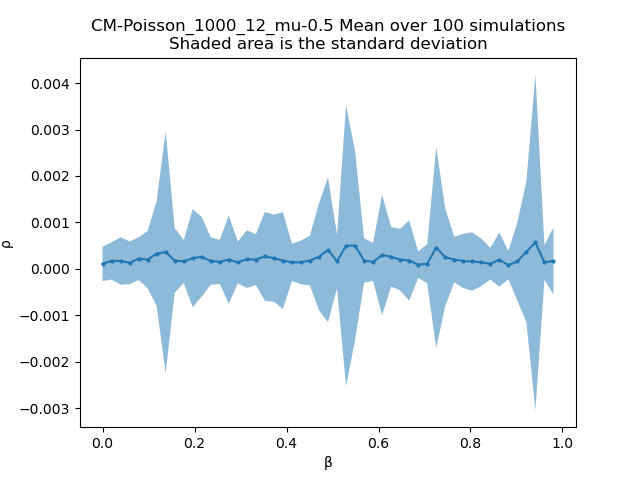 CM-Poisson_1000_12_mu-0.5 Mean over 100 simulations
Shaded area is the standard deviation
0.004
0.003
0.002
0.001
0.000
−0.001
−0.002
−0.003
ρ
0.0 0.2 0.4 0.6 0.8 1.0
β